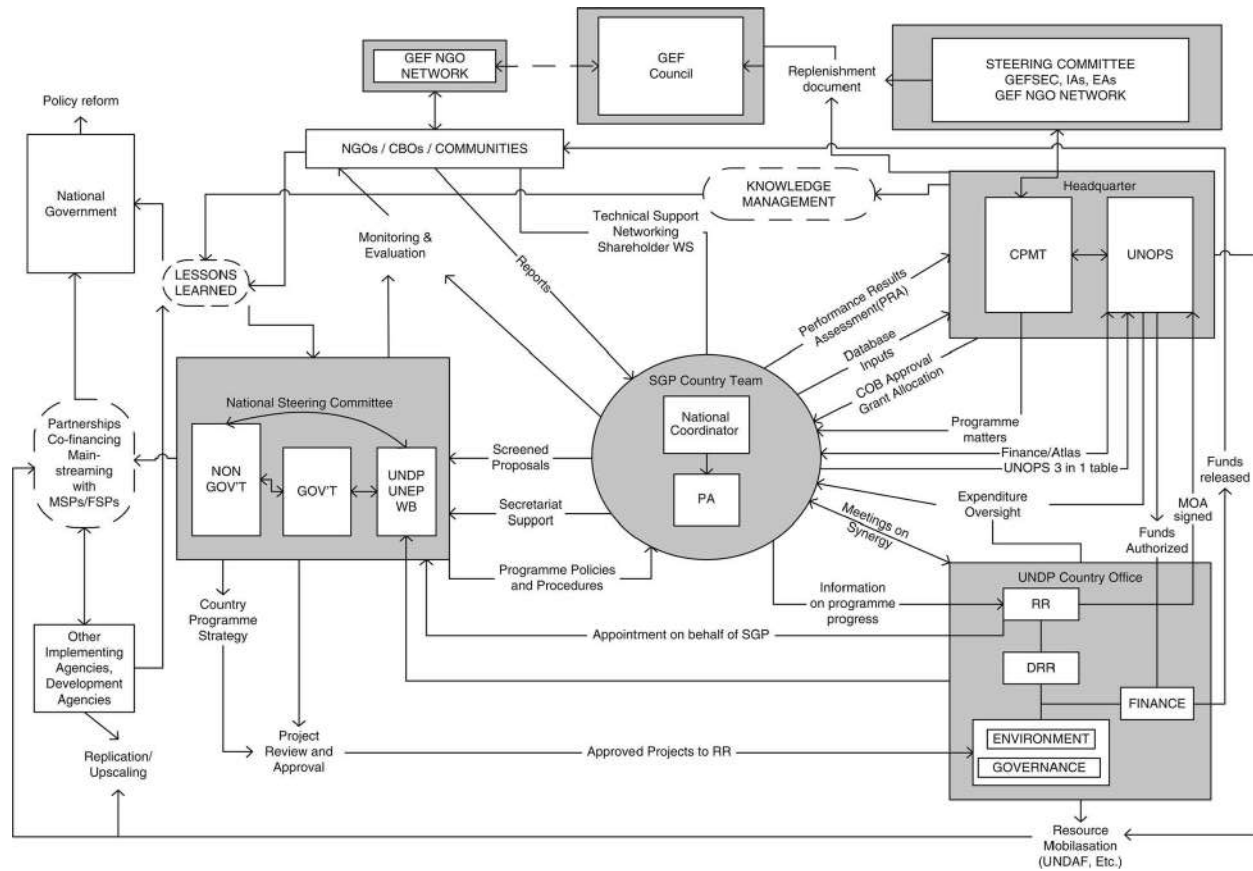 GEF NGO
NETWORK
GEF
Council
Replenishment
document
STEERING COMMITTEE
GEFSEC, IAs, EAs
GEF NGO NETWORK
Policy reform
National
Government
NGOs / CBOs / COMMUNITIES
KNOWLEDGE
MANAGEMENT
Headquarter
CPMT
UNOPS
Technical Support
Networking
Shareholder WS
Monitoring &
Evaluation
Reports
LESSONS
LEARNED
Performance Results
Assessment(PRA)
Database
Inputs
COB Approval
Grant Allocation
SGP Country Team
National
Coordinator
PA
National Steering Committee
NON
GOV'T
GOV'T
UNDP
UNEP
WB
Partnerships
Co-financing
Main-
streaming
with
MSPs/FSPs
Screened
Proposals
Secretariat
Support
Programme Policies
and Procedures
Programme
matters
Finance/Atlas
UNOPS 3 in 1 table
Expenditure
Oversight
Meetings on
Synergy
MOA
signed
Funds
released
Funds
Authorized
Information
on programme
progress
UNDP Country Office
RR
DRR
FINANCE
ENVIRONMENT
GOVERNANCE
Country
Programme
Strategy
Appointment on behalf of SGP
Other
Implementing
Agencies,
Development
Agencies
Replication/
Upscaling
Project
Review and
Approval
Approved Projects to RR
Resource
Mobilasation
(UNDAF, Etc.)